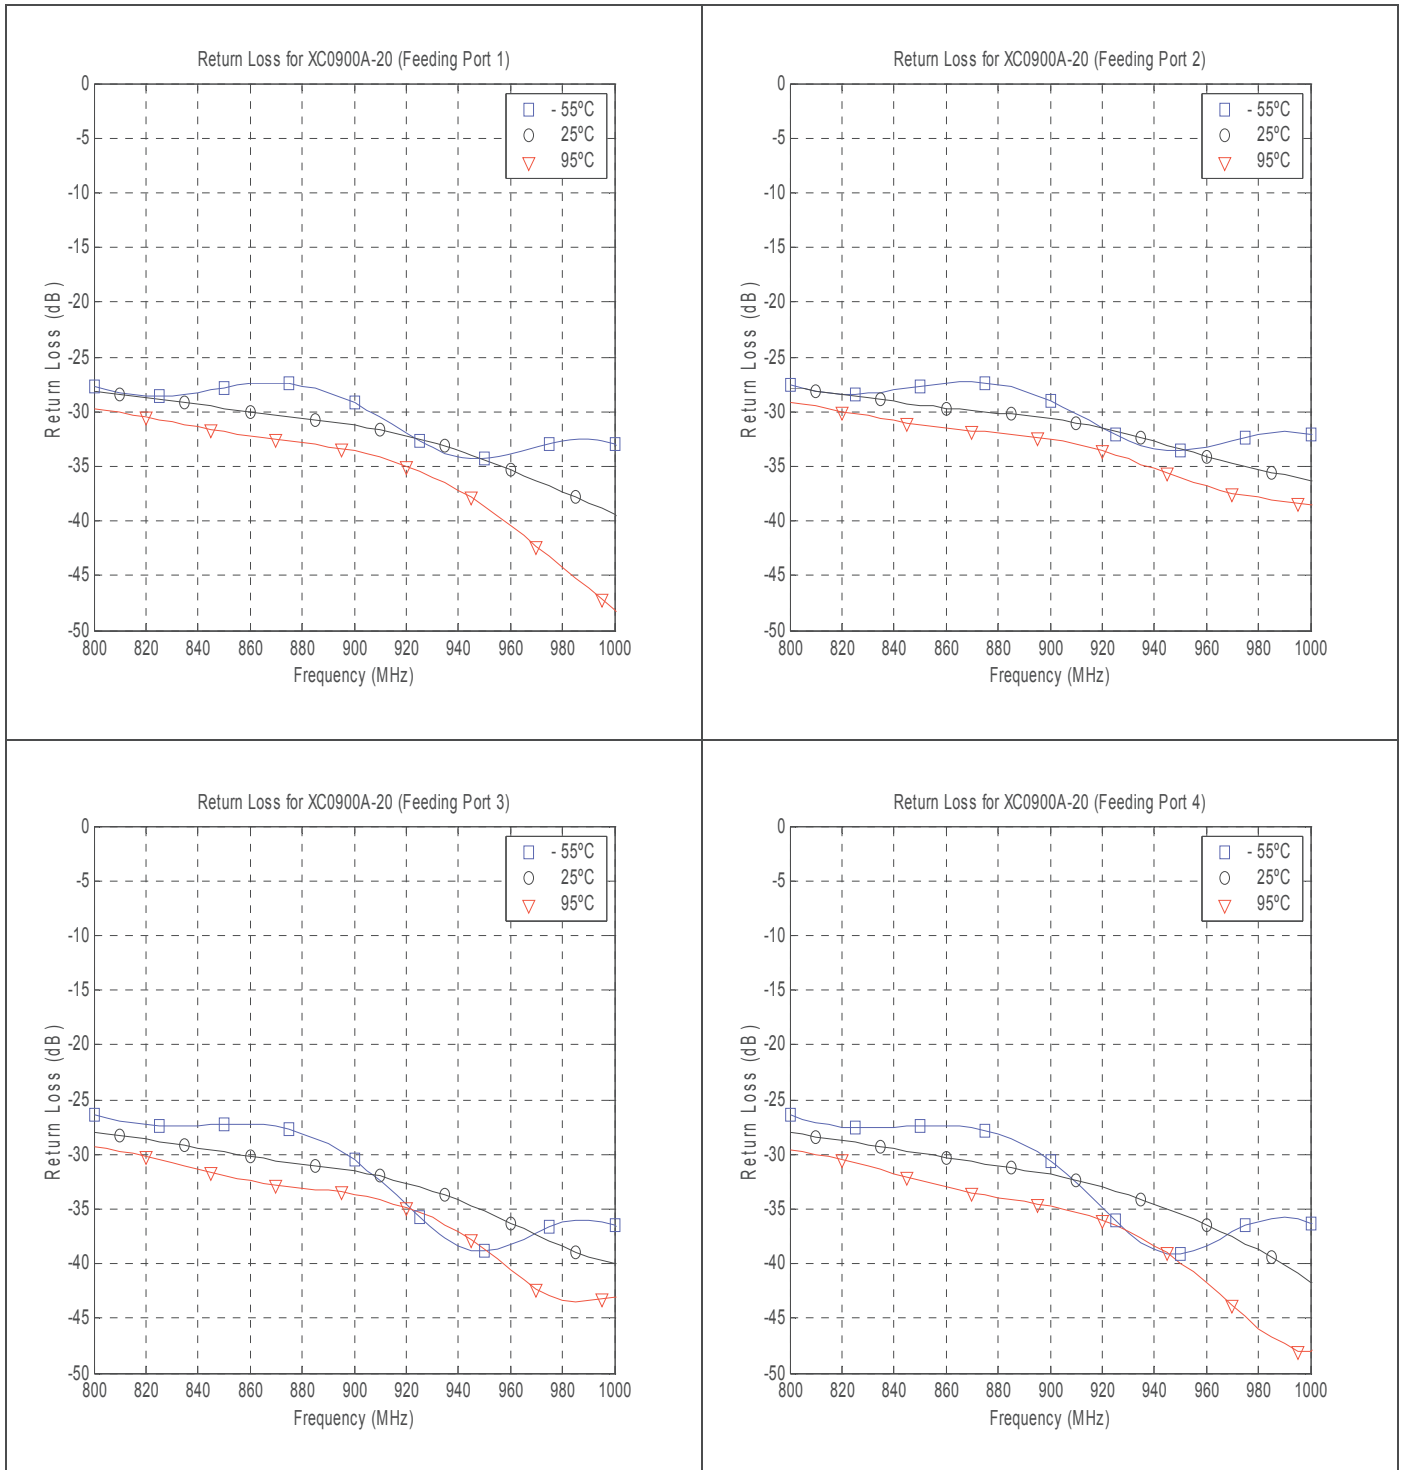 Return Loss for XC0900A-20 (Feeding Port 1)
- 55ºC
25ºC
95ºC
0
-5
-10
-15
-20
-25
-30
-35
-40
-45
-50
Return Loss (dB)
800 820 840 860 880 900 920 940 960 980 1000
Frequency (MHz)
Return Loss for XC0900A-20 (Feeding Port 2)
- 55ºC
25ºC
95ºC
0
-5
-10
-15
-20
-25
-30
-35
-40
-45
-50
Return Loss (dB)
800 820 840 860 880 900 920 940 960 980 1000
Frequency (MHz)
Return Loss for XC0900A-20 (Feeding Port 3)
- 55ºC
25ºC
95ºC
0
-5
-10
-15
-20
-25
-30
-35
-40
-45
-50
Return Loss (dB)
800 820 840 860 880 900 920 940 960 980 1000
Frequency (MHz)
Return Loss for XC0900A-20 (Feeding Port 4)
- 55ºC
25ºC
95ºC
0
-5
-10
-15
-20
-25
-30
-35
-40
-45
-50
Return Loss (dB)
800 820 840 860 880 900 920 940 960 980 1000
Frequency (MHz)